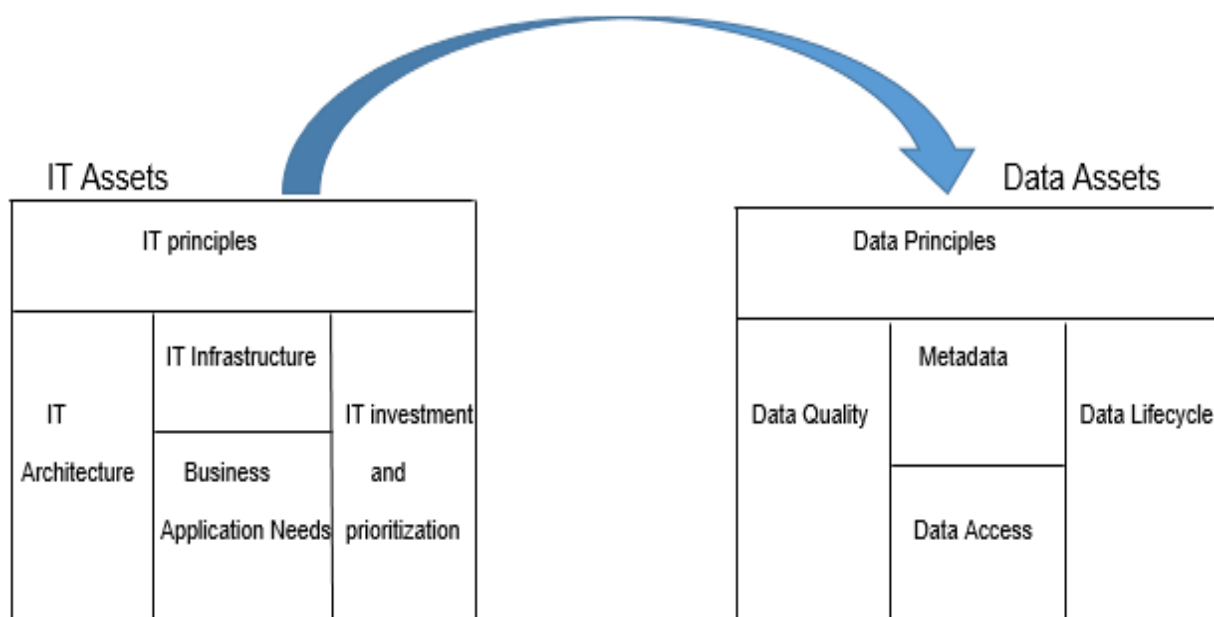 IT Assets
IT principles
IT
Architecture
IT Infrastructure
Business
Application Needs
IT investment
and
prioritization
Data Assets
Data Principles
Data Quality
Metadata
Data Access
Data Lifecycle